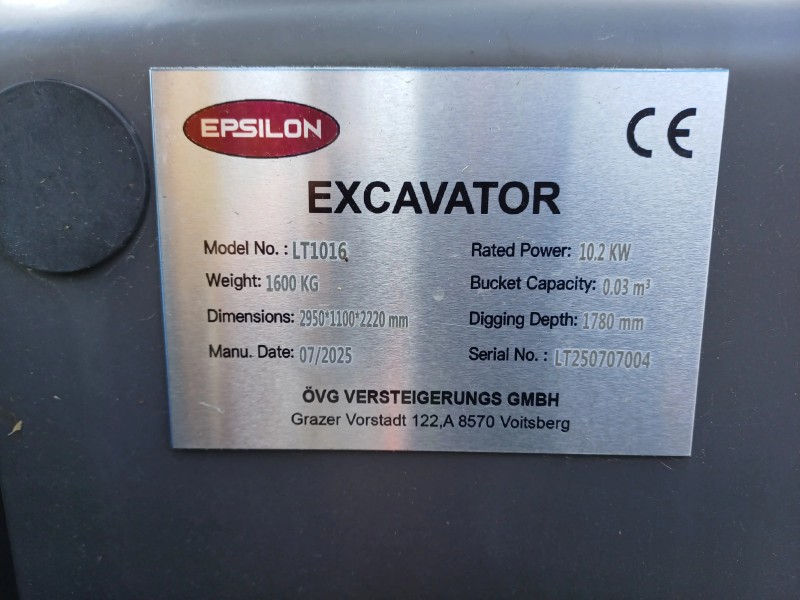 EPSILON
CE
EXCAVATOR
Model No. : LT1016
Rated Power: 10.2 KW
Weight: 1600 KG
Bucket Capacity: 0.03 m³
Dimensions: 2950*1100*2220 mm
Digging Depth: 1780 mm
Manu. Date: 07/2025
Serial No. : LT250707004
ÖVG VERSTEIGERUNGS GMBH
Grazer Vorstadt 122,A 8570 Voitsberg